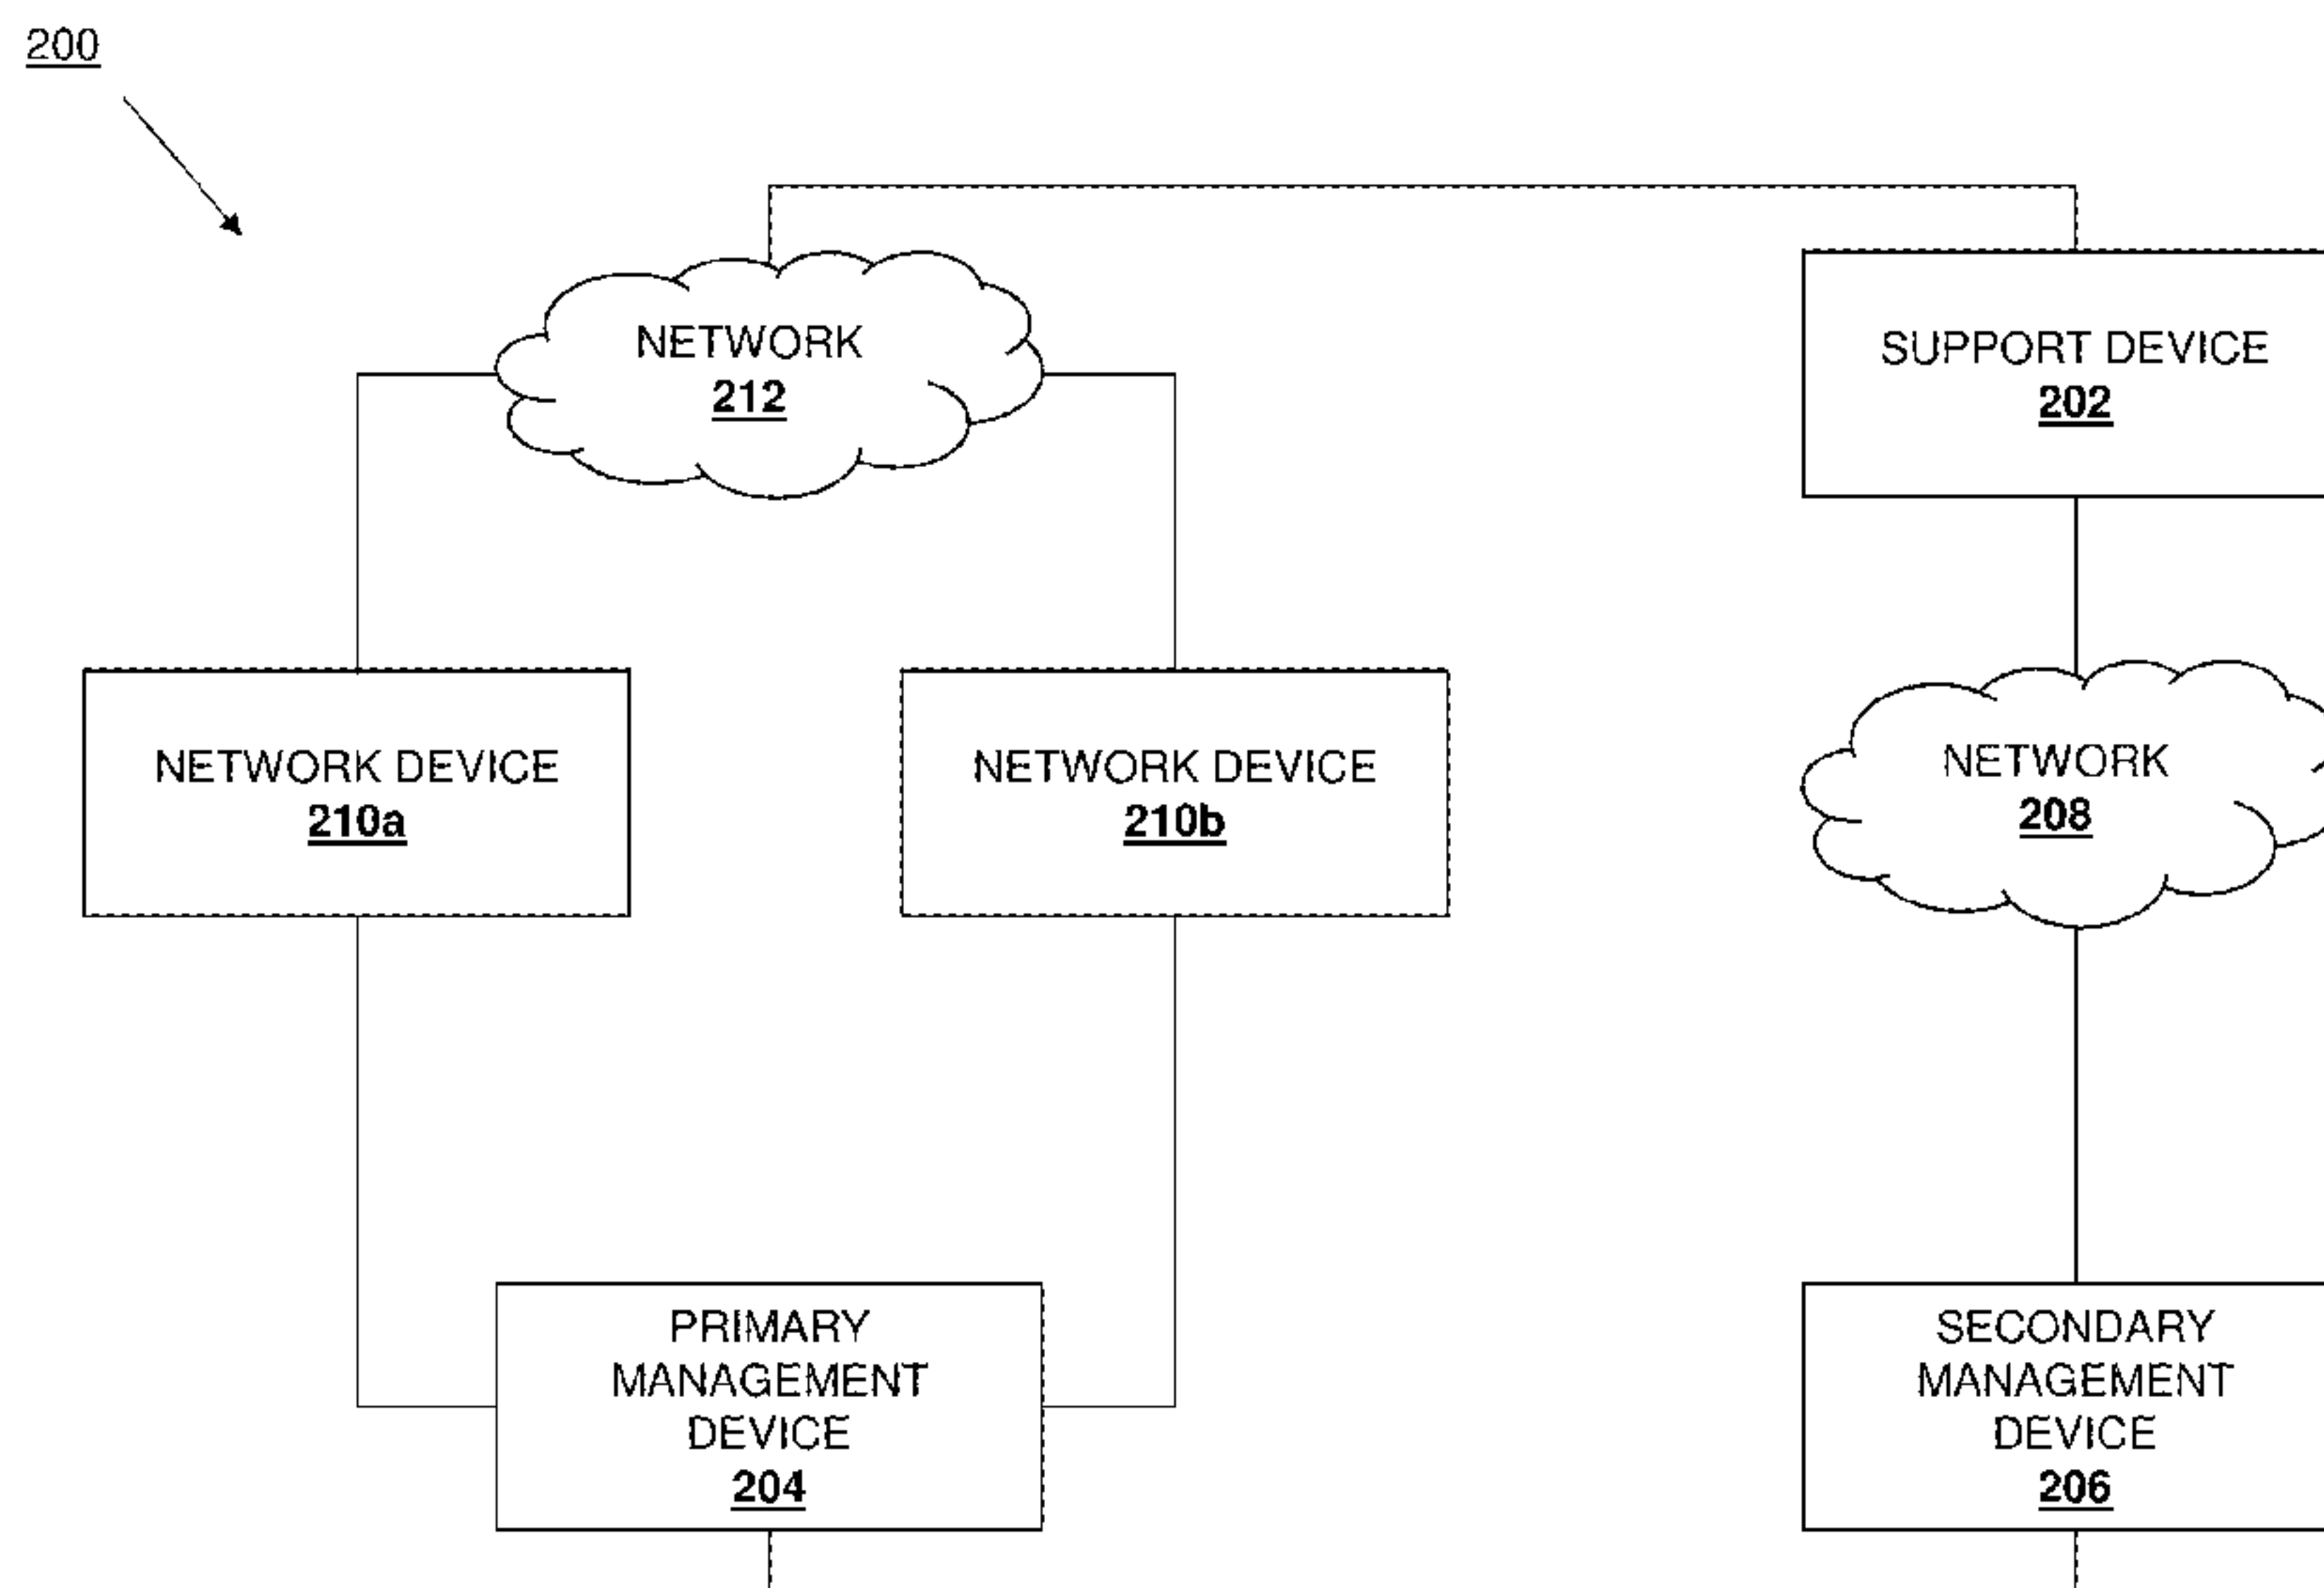 200
NETWORK
212
SUPPORT DEVICE
202
NETWORK DEVICE
210a
NETWORK DEVICE
210b
NETWORK
208
PRIMARY
MANAGEMENT
DEVICE
204
SECONDARY
MANAGEMENT
DEVICE
206